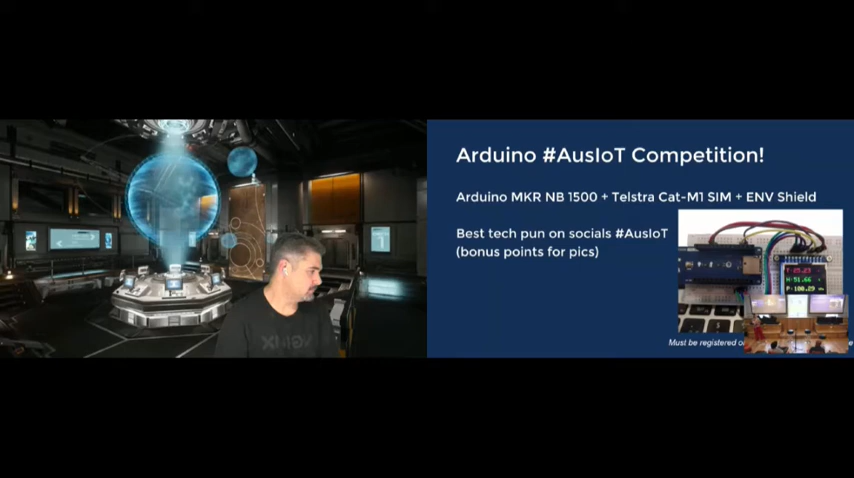 Arduino #AusIoT Competition!
Arduino MKR NB 1500 + Telstra Cat-M1 SIM + ENV Shield
Best tech pun on socials #AusIoT
(bonus points for pics)
Must be registered